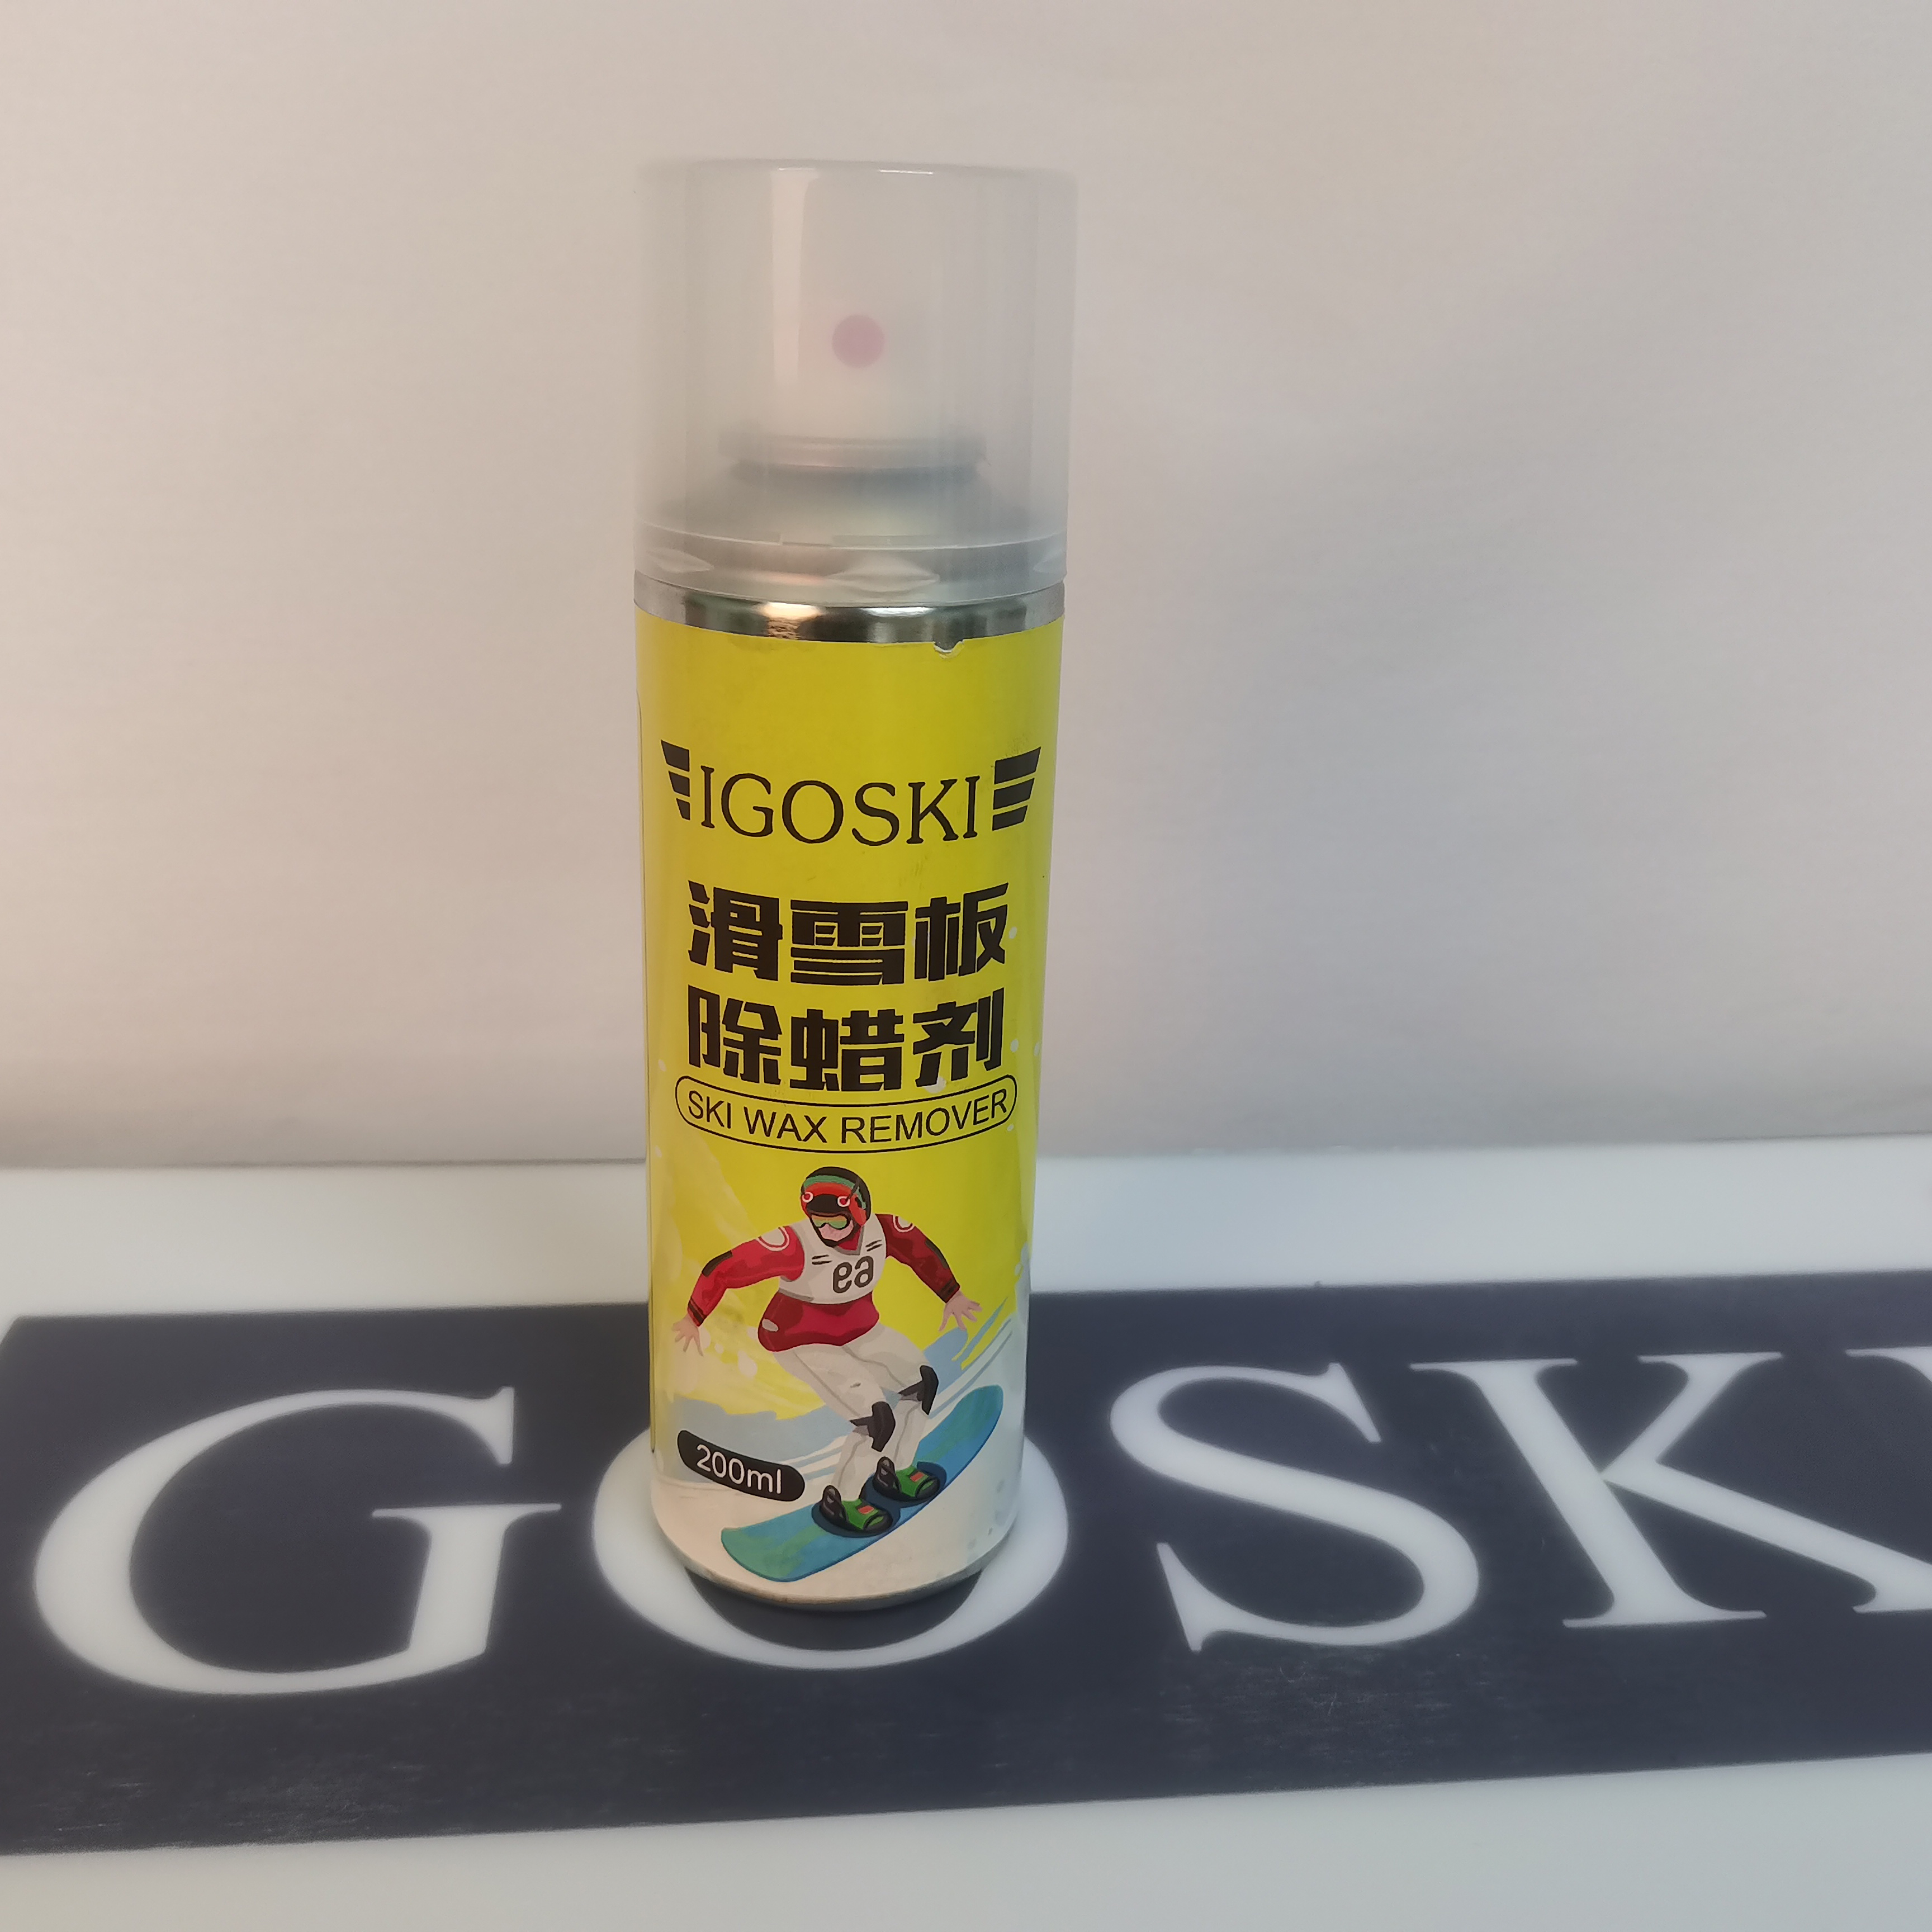 IGOSKI
滑雪板
除蜡剂
SKI WAX REMOVER
200ml
GOSK